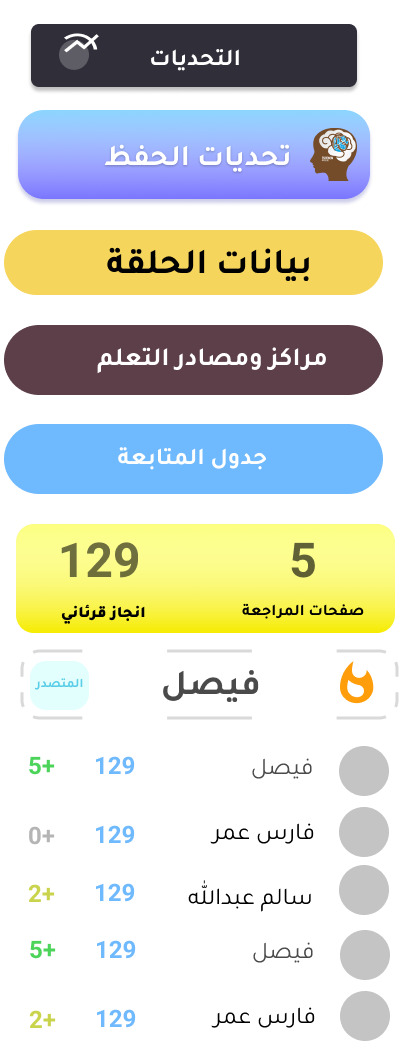 التحديات
تحديات الحفظ
بيانات الحلقة
مراكز ومصادر التعلم
جدول المتابعة
5 129
صفحات المراجعة انجاز قرئاني
فيصل المتصدر
فيصل 129 5+
فارس عمر 129 0+
سالم عبدالله 129 2+
فيصل 129 5+
فارس عمر 129 2+